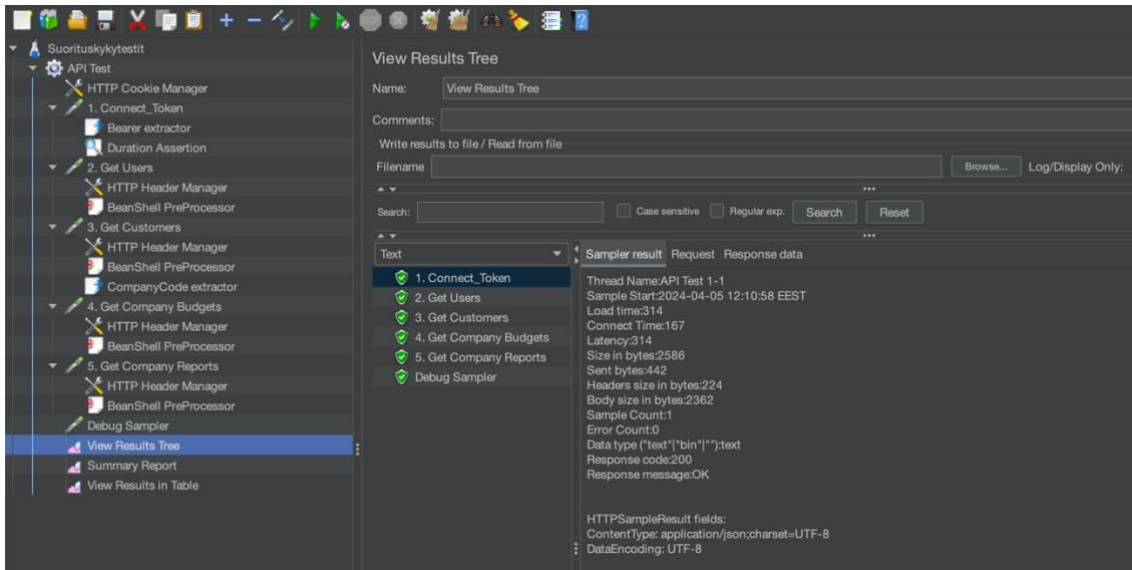 Suorituskykytestit
API Test
HTTP Cookie Manager
1. Connect_Token
Bearer extractor
Duration Assertion
2. Get Users
HTTP Header Manager
BeanShell PreProcessor
3. Get Customers
HTTP Header Manager
BeanShell PreProcessor
CompanyCode extractor
4. Get Company Budgets
HTTP Header Manager
BeanShell PreProcessor
5. Get Company Reports
HTTP Header Manager
BeanShell PreProcessor
Debug Sampler
View Results Tree
Summary Report
View Results in Table
View Results Tree
Name: View Results Tree
Comments:
Write results to file / Read from file
Filename Browse... Log/Display Only:
Search: Case sensitive Regular exp. Search Reset
Text
1. Connect_Token
2. Get Users
3. Get Customers
4. Get Company Budgets
5. Get Company Reports
Debug Sampler
Sampler result Request Response data
Thread Name:API Test 1-1
Sample Start:2024-04-05 12:10:58 EEST
Load time:314
Connect Time:167
Latency:314
Size in bytes:2586
Sent bytes:442
Headers size in bytes:224
Body size in bytes:2362
Sample Count:1
Error Count:0
Data type ("text"|"bin"|""):text
Response code:200
Response message:OK
HTTPSampleResult fields:
ContentType: application/json;charset=UTF-8
DataEncoding: UTF-8